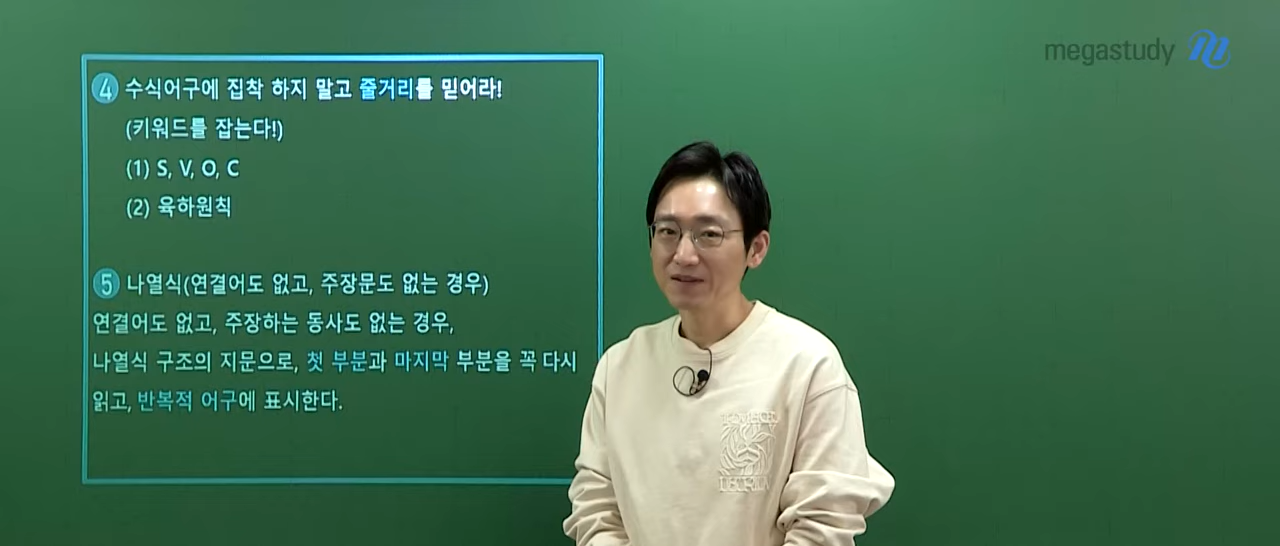 megastudy
④ 수식어구에 집착 하지 말고 줄거리를 믿어라!
(키워드를 잡는다!)
(1) S, V, O, C
(2) 육하원칙
⑤ 나열식(연결어도 없고, 주장문도 없는 경우)
연결어도 없고, 주장하는 동사도 없는 경우,
나열식 구조의 지문으로, 첫 부분과 마지막 부분을 꼭 다시
읽고, 반복적 어구에 표시한다.